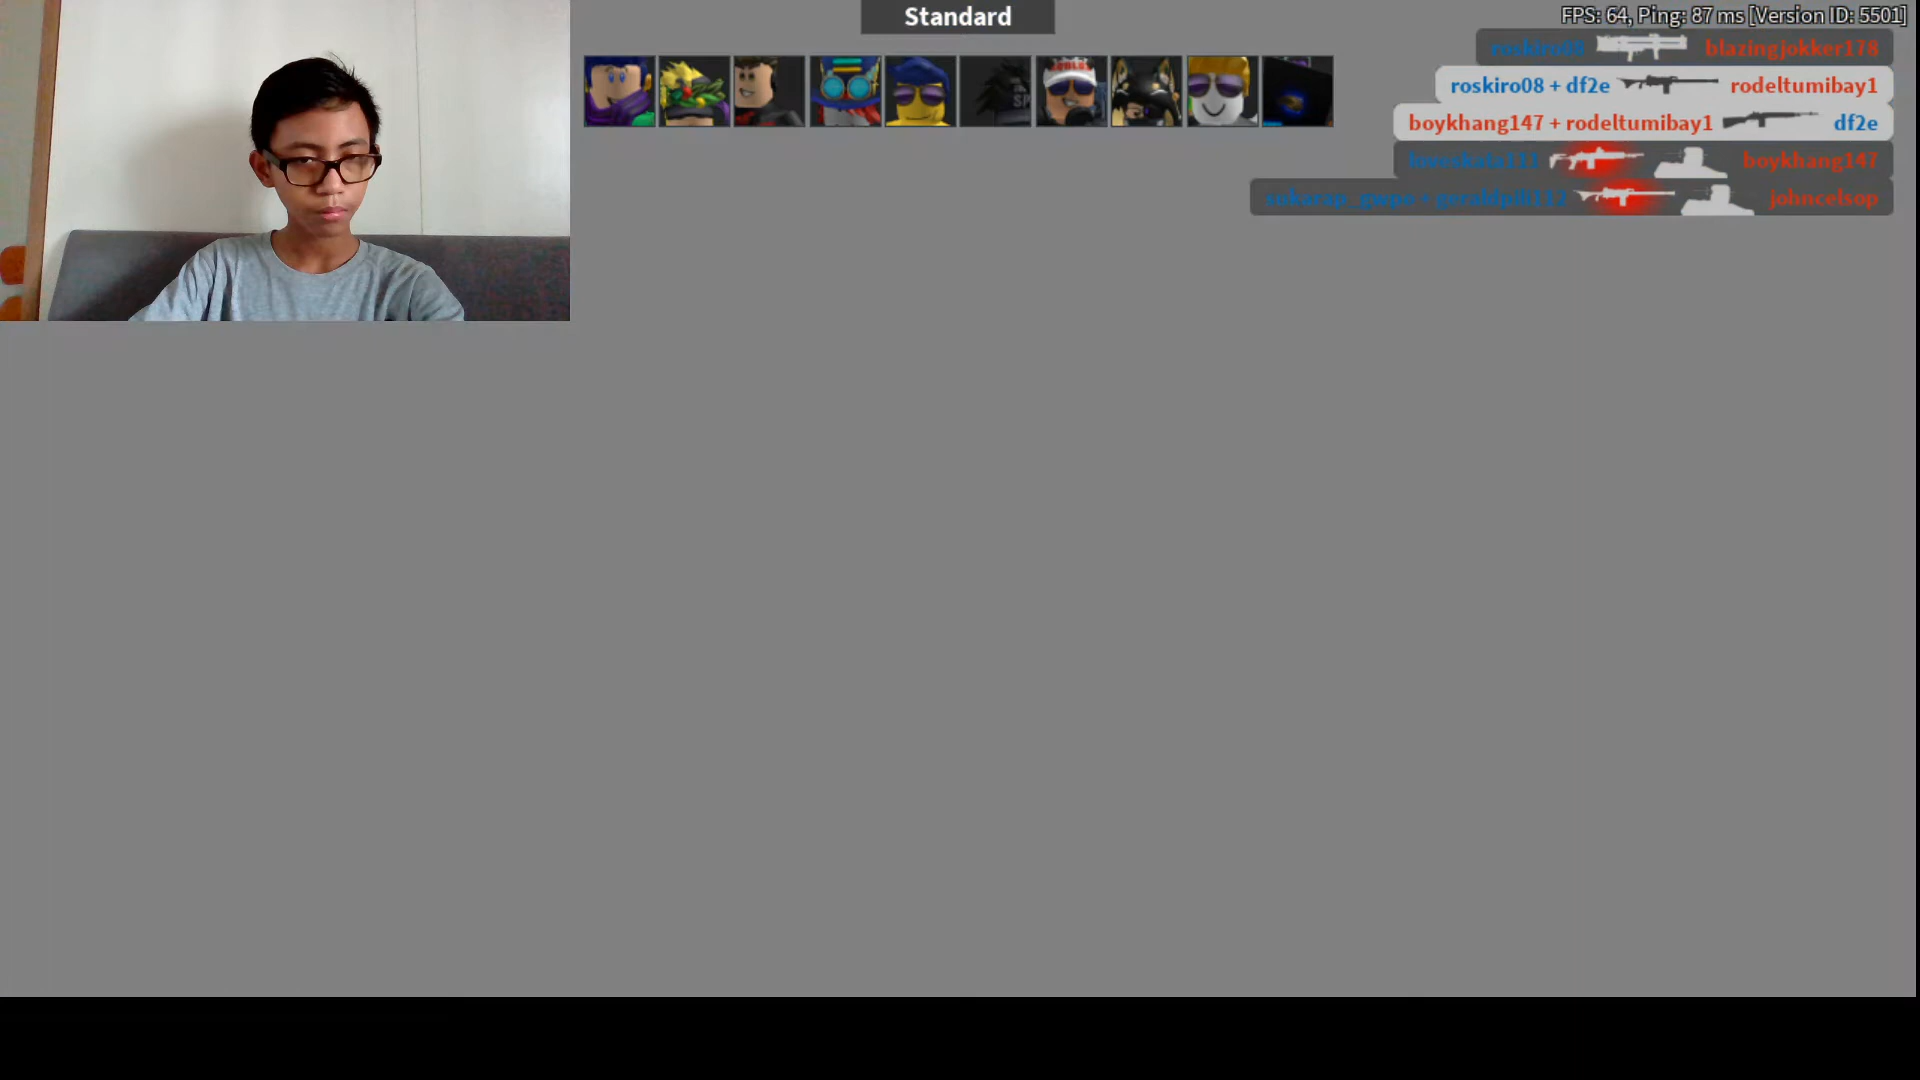 Standard
FPS: 64, Ping: 87 ms [Version ID: 5501]
roskiro08 blazingjokker178
roskiro08 + df2e rodeltumibay1
boykhang147 + rodeltumibay1 df2e
boykhang147
johncelsop